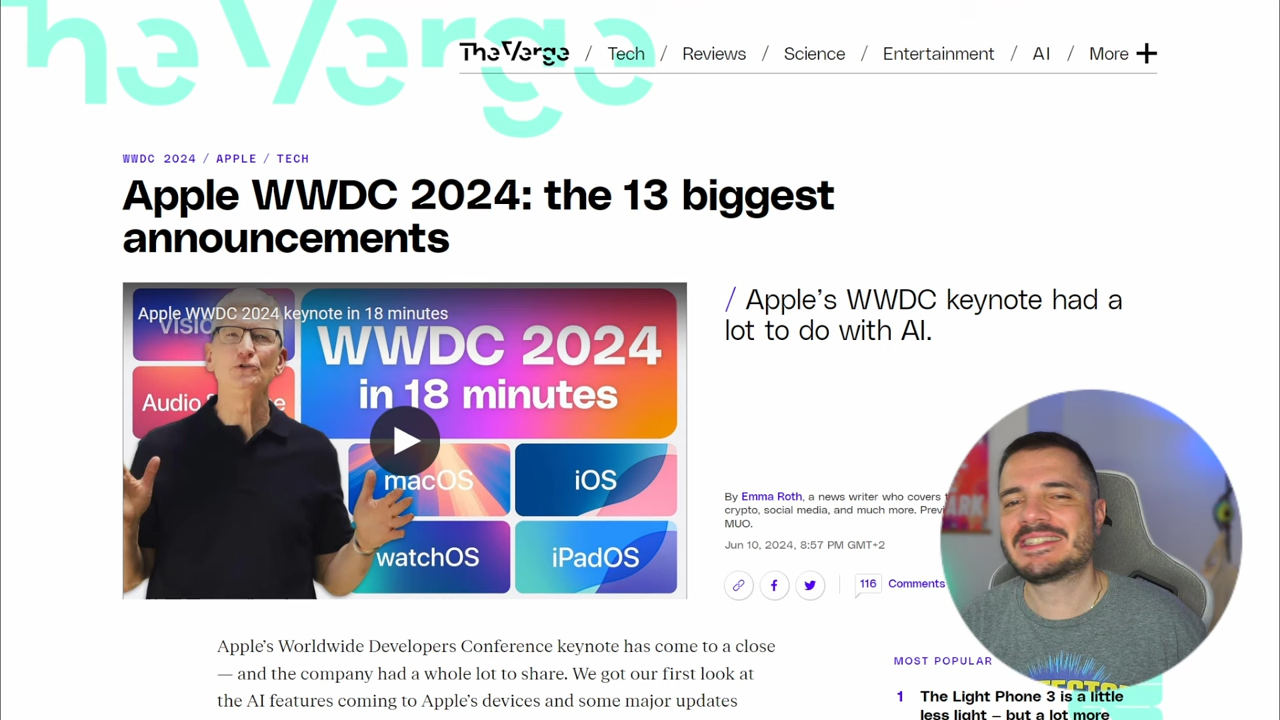 The Verge
The Verge / Tech / Reviews / Science / Entertainment / AI / More +
WWDC 2024 / APPLE / TECH
Apple WWDC 2024: the 13 biggest
announcements
Apple WWDC 2024 keynote in 18 minutes
visio
WWDC 2024
in 18 minutes
Audio
macOS
iOS
watchOS
iPadOS
/ Apple’s WWDC keynote had a
lot to do with AI.
By Emma Roth, a news writer who covers
crypto, social media, and much more. Previ
MUO.
Jun 10, 2024, 8:57 PM GMT+2
116 Comments
Apple’s Worldwide Developers Conference keynote has come to a close
— and the company had a whole lot to share. We got our first look at
the AI features coming to Apple’s devices and some major updates
MOST POPULAR
1 The Light Phone 3 is a little
less light — but a lot more